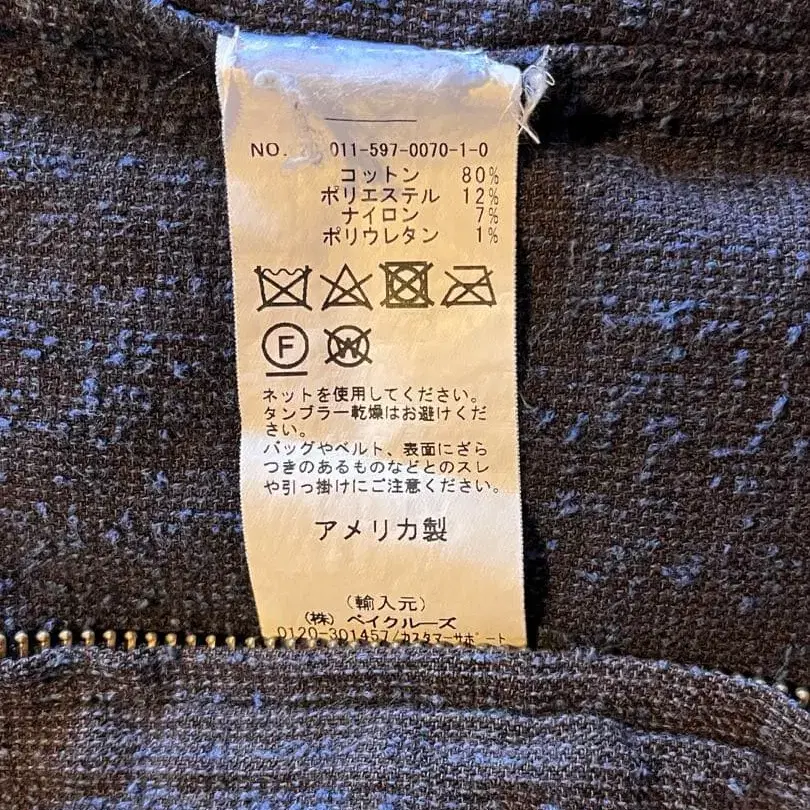 NO. 011-597-0070-1-0
コットン 80%
ポリエステル 12%
ナイロン 7%
ポリウレタン 1%
F W
ネットを使用してください。
タンブラー乾燥はお避けくだ
さい。
バッグやベルト、表面にざら
つきのあるものなどとのスレ
や引っ掛けにご注意ください。
アメリカ製
(輸入元)
(株) ベイクルーズ
0120-301457/カスタマーサポート